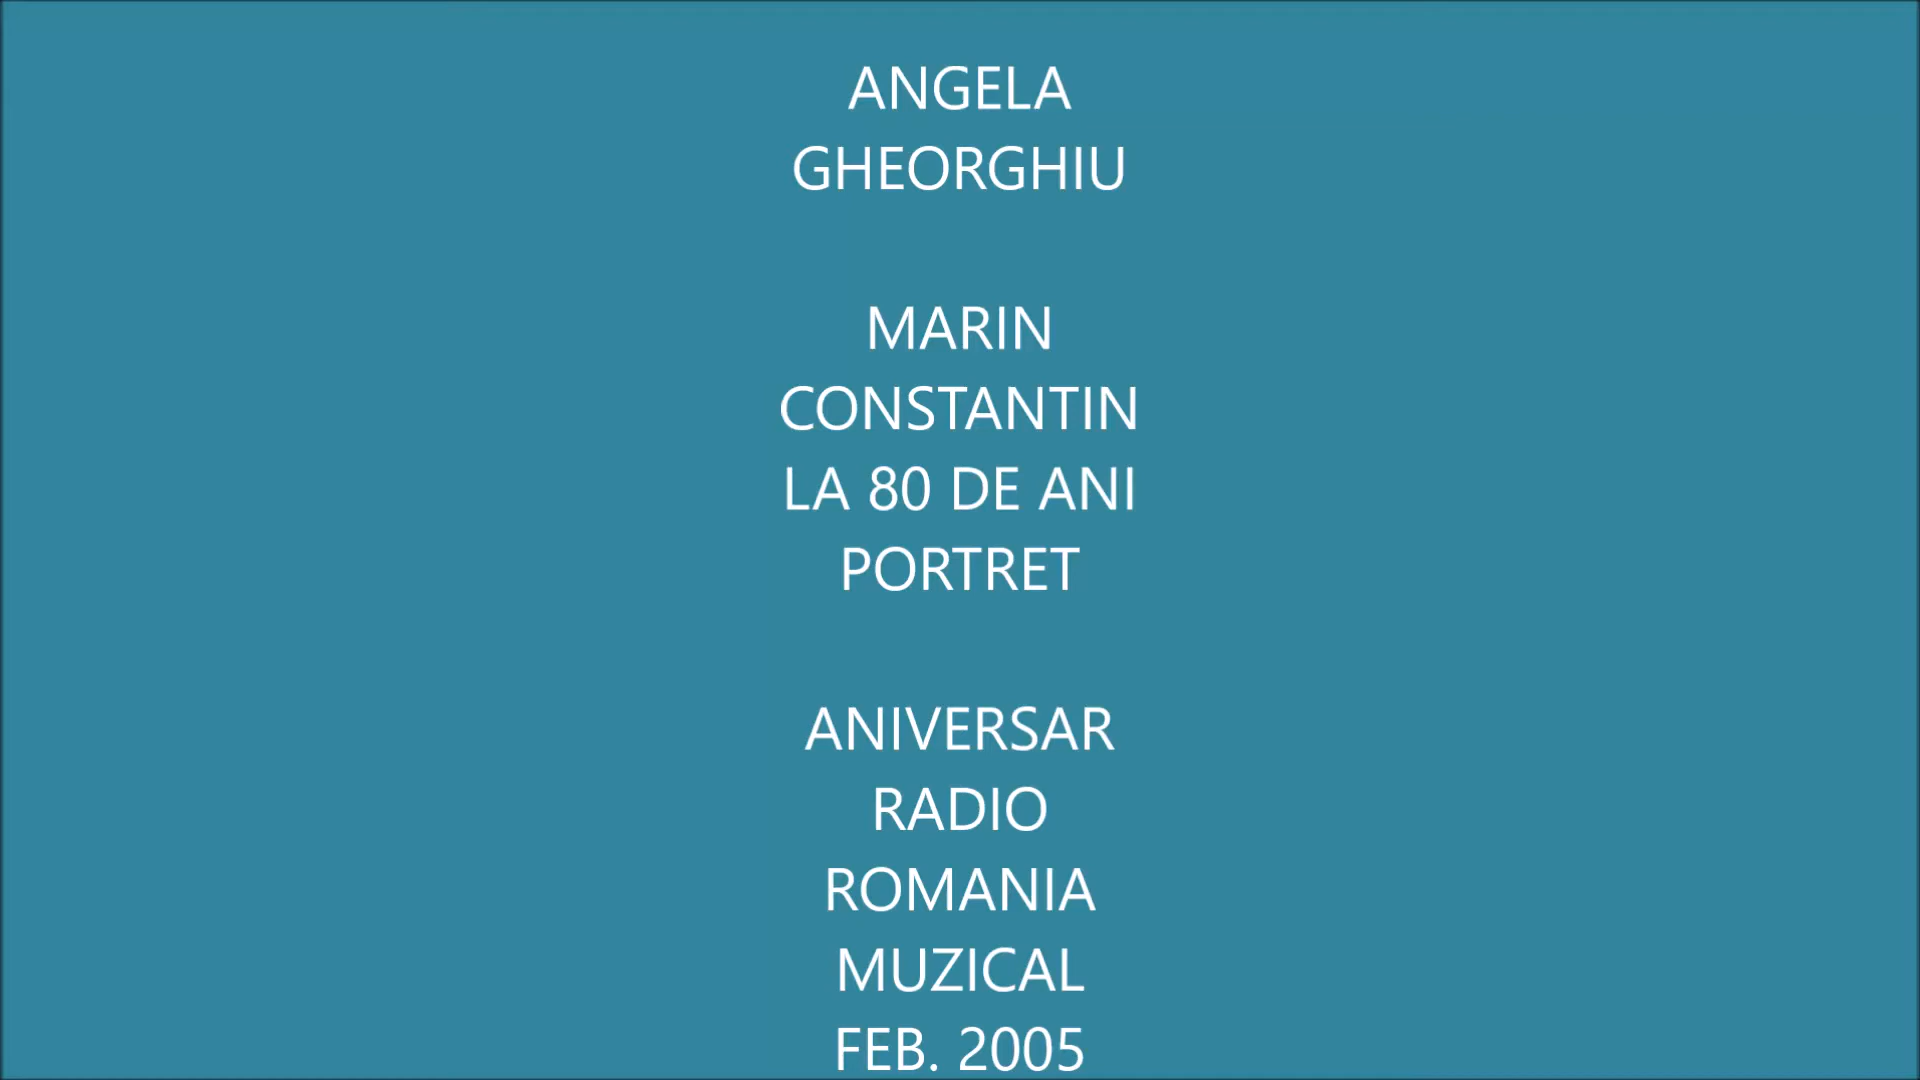 ANGELA
GHEORGHIU
MARIN
CONSTANTIN
LA 80 DE ANI
PORTRET
ANIVERSAR
RADIO
ROMANIA
MUZICAL
FEB. 2005